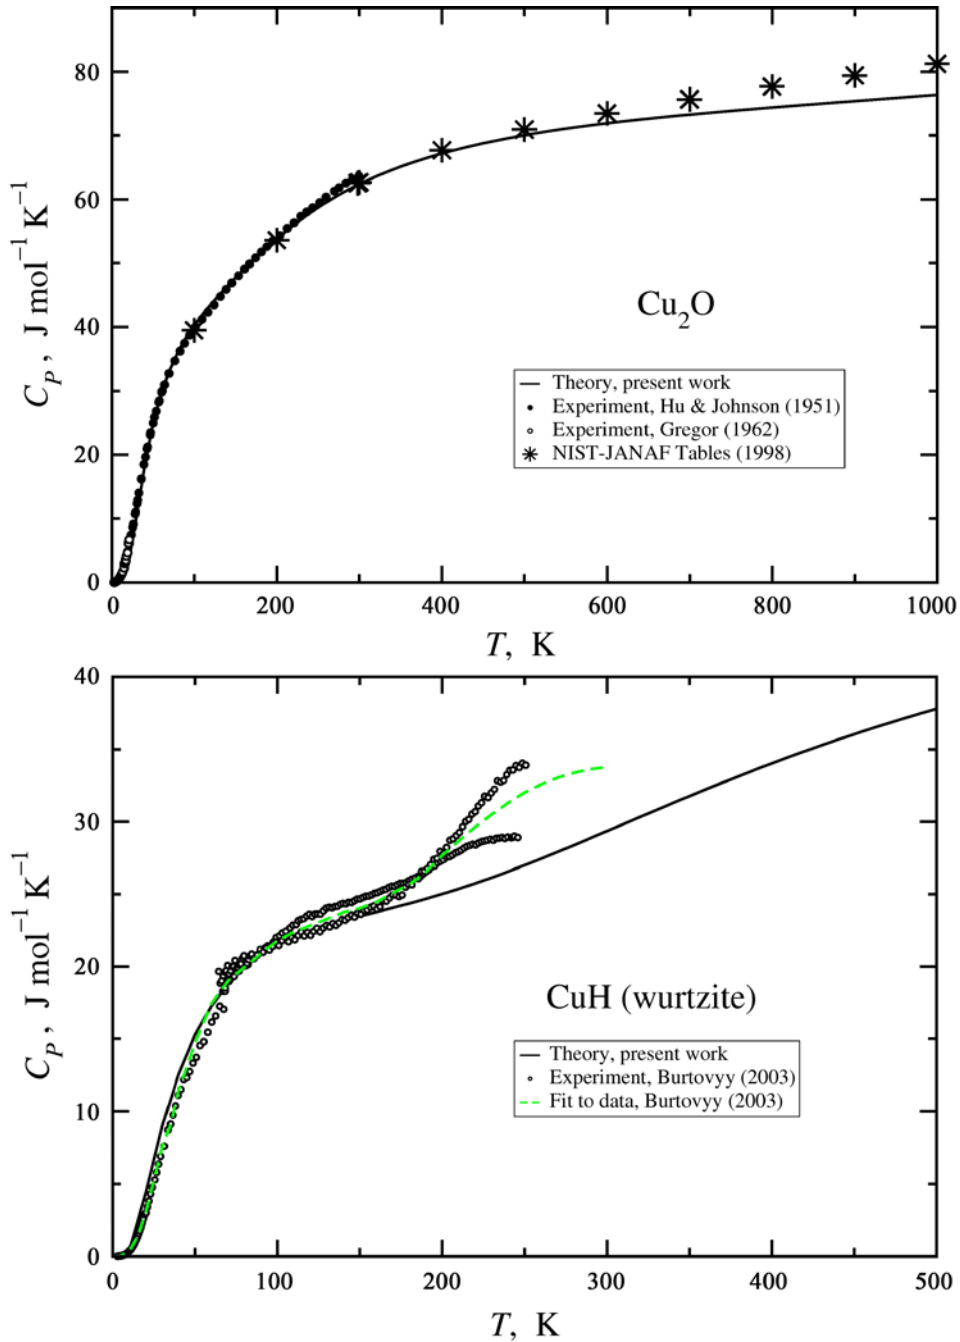 80
60
40
20
0
C_P , J mol⁻¹ K⁻¹
Cu₂O
Theory, present work
Experiment, Hu & Johnson (1951)
Experiment, Gregor (1962)
NIST-JANAF Tables (1998)
0 200 400 600 800 1000
T, K
40
30
20
10
0
C_P , J mol⁻¹ K⁻¹
CuH (wurtzite)
Theory, present work
Experiment, Burtovyy (2003)
Fit to data, Burtovyy (2003)
0 100 200 300 400 500
T, K